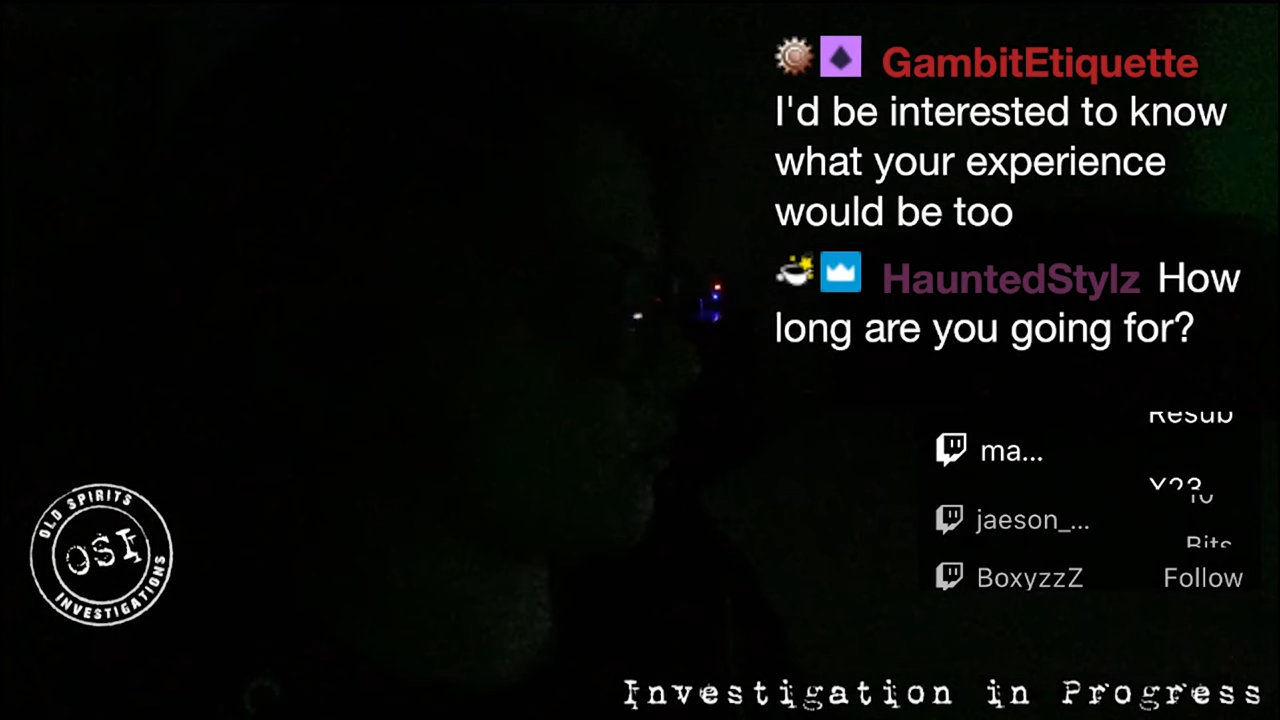 GambitEtiquette
I'd be interested to know
what your experience
would be too
HauntedStylz How
long are you going for?
Resub
ma...
jaeson_...
Bits
BoxyzzZ Follow
OLD SPIRITS
OSI
INVESTIGATIONS
Investigation in Progress